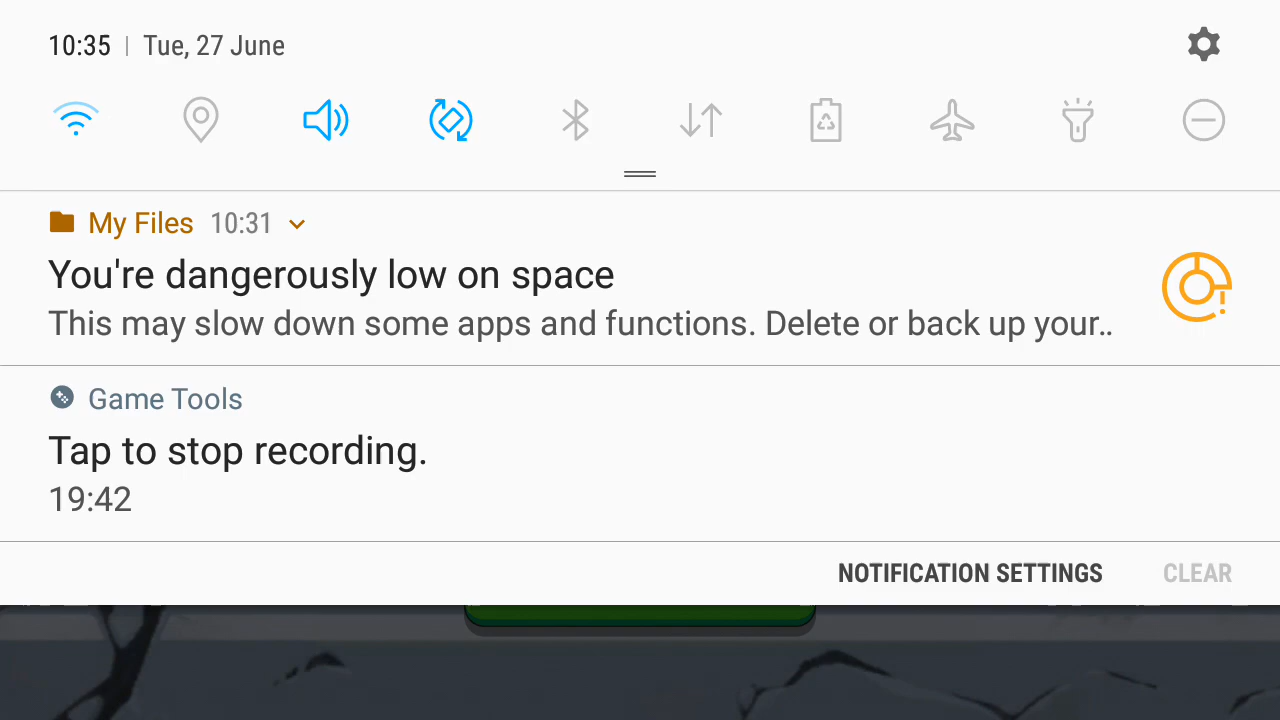 10:35 | Tue, 27 June
My Files 10:31
You're dangerously low on space
This may slow down some apps and functions. Delete or back up your..
Game Tools
Tap to stop recording.
19:42
NOTIFICATION SETTINGS CLEAR